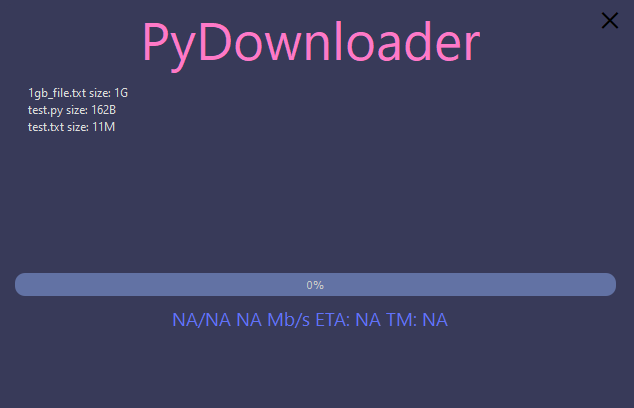 PyDownloader
1gb_file.txt size: 1G
test.py size: 162B
test.txt size: 11M
0%
NA/NA NA Mb/s ETA: NA TM: NA